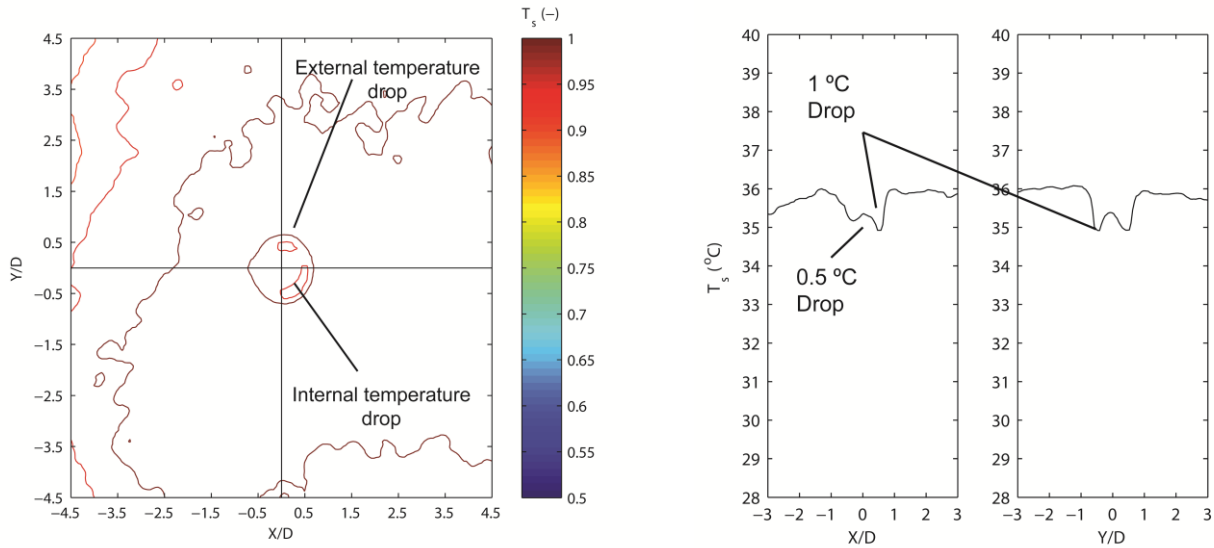 T_s (−)
4.5
3.5
2.5
1.5
0.5
−0.5
−1.5
−2.5
−3.5
−4.5
Y/D
−4.5 −3.5 −2.5 −1.5 −0.5 0.5 1.5 2.5 3.5 4.5
X/D
External temperature
drop
Internal temperature
drop
1
0.95
0.9
0.85
0.8
0.75
0.7
0.65
0.6
0.55
0.5
40
39
38
37
36
35
34
33
32
31
30
29
28
T_s (°C)
−3 −2 −1 0 1 2 3
X/D
1 ºC
Drop
0.5 ºC
Drop
40
39
38
37
36
35
34
33
32
31
30
29
28
−3 −2 −1 0 1 2 3
Y/D